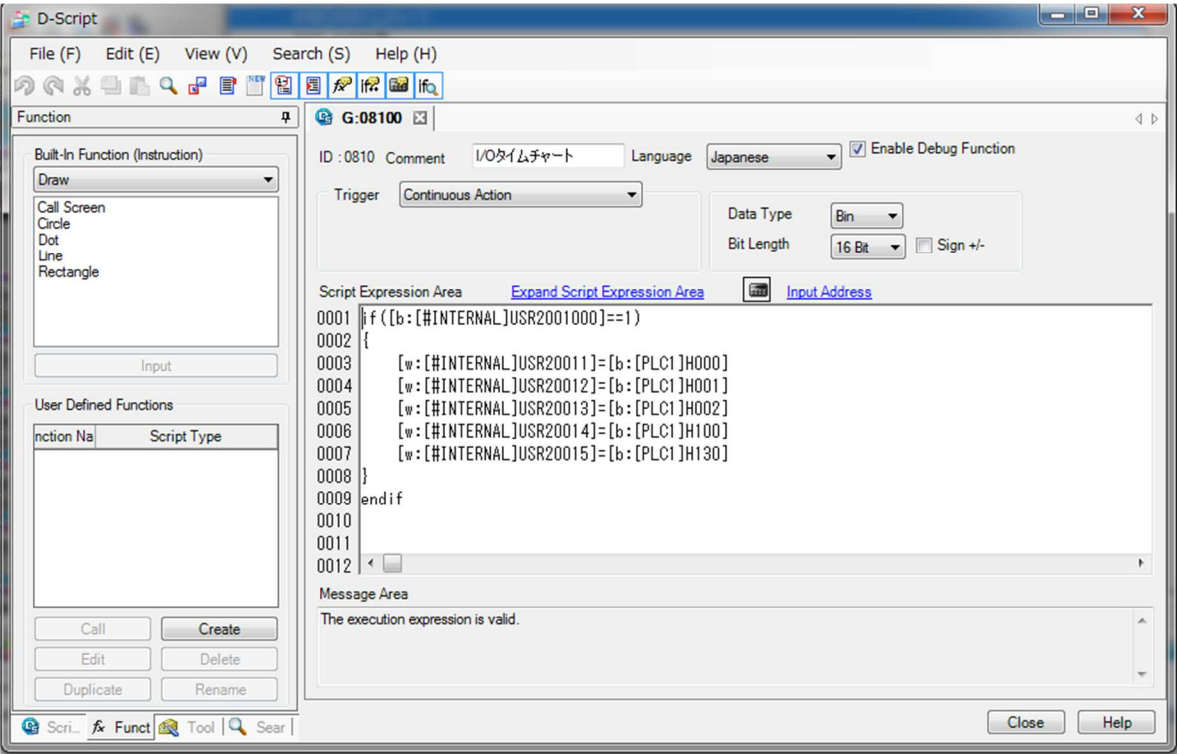 D-Script
File (F) Edit (E) View (V) Search (S) Help (H)
NEW
Function
G:08100
Built-In Function (Instruction)
Draw
Call Screen
Circle
Dot
Line
Rectangle
Input
User Defined Functions
nction Na Script Type
Call Create
Edit Delete
Duplicate Rename
Scri... Funct Tool Sear
ID : 0810 Comment I/Oタイムチャート Language Japanese Enable Debug Function
Trigger Continuous Action
Data Type Bin
Bit Length 16 Bit Sign +/-
Script Expression Area Expand Script Expression Area Input Address
0001 if([b:[#INTERNAL]USR2001000]==1)
0002 {
0003 [w:[#INTERNAL]USR20011]=[b:[PLC1]H000]
0004 [w:[#INTERNAL]USR20012]=[b:[PLC1]H001]
0005 [w:[#INTERNAL]USR20013]=[b:[PLC1]H002]
0006 [w:[#INTERNAL]USR20014]=[b:[PLC1]H100]
0007 [w:[#INTERNAL]USR20015]=[b:[PLC1]H130]
0008 }
0009 endif
0010
0011
0012
Message Area
The execution expression is valid.
Close Help